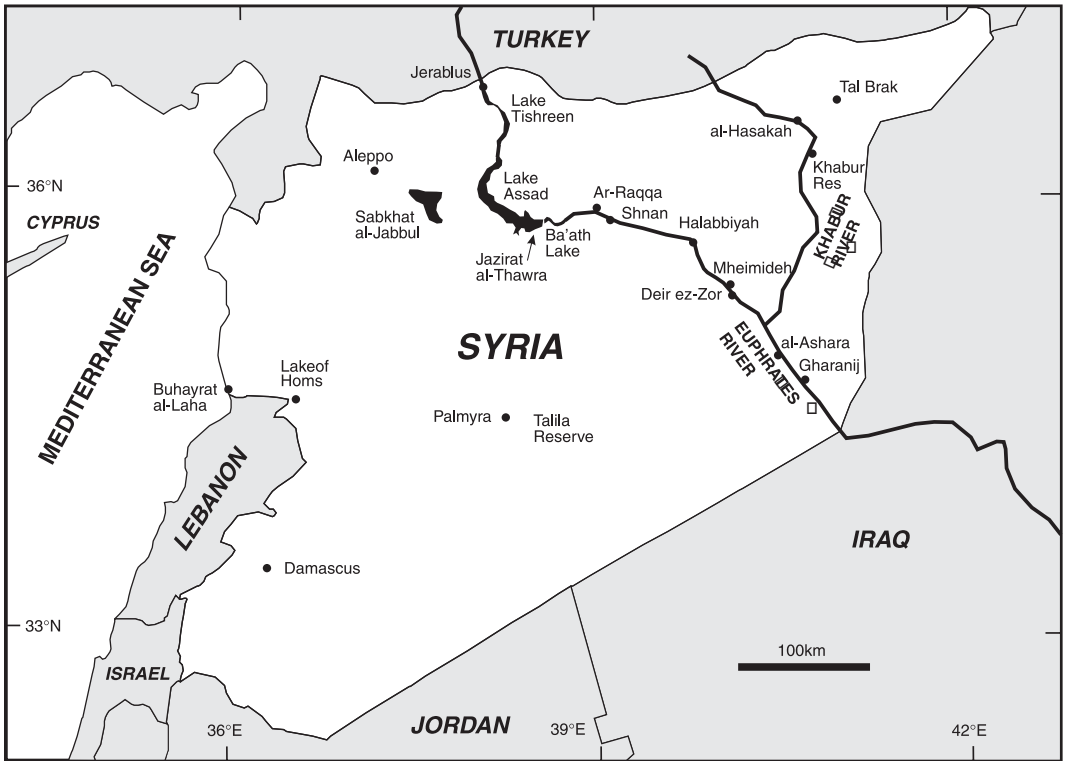 TURKEY
Jerablus
Lake
Tishreen
Tal Brak
al-Hasakah
Aleppo
Khabur
Res
36°N
Lake
Assad
Ar-Raqqa
Shnan
Sabkhat
al-Jabbul
CYPRUS
Halabbiyah
KHABUR
RIVER
Ba'ath
Lake
Jazirat
al-Thawra
Mheimideh
Deir ez-Zor
MEDITERRANEAN SEA
SYRIA
EUPHRATES
RIVER
al-Ashara
Gharanij
Lakeof
Homs
Buhayrat
al-Laha
Palmyra
Talila
Reserve
LEBANON
IRAQ
Damascus
33°N
100km
ISRAEL
JORDAN
36°E
39°E
42°E